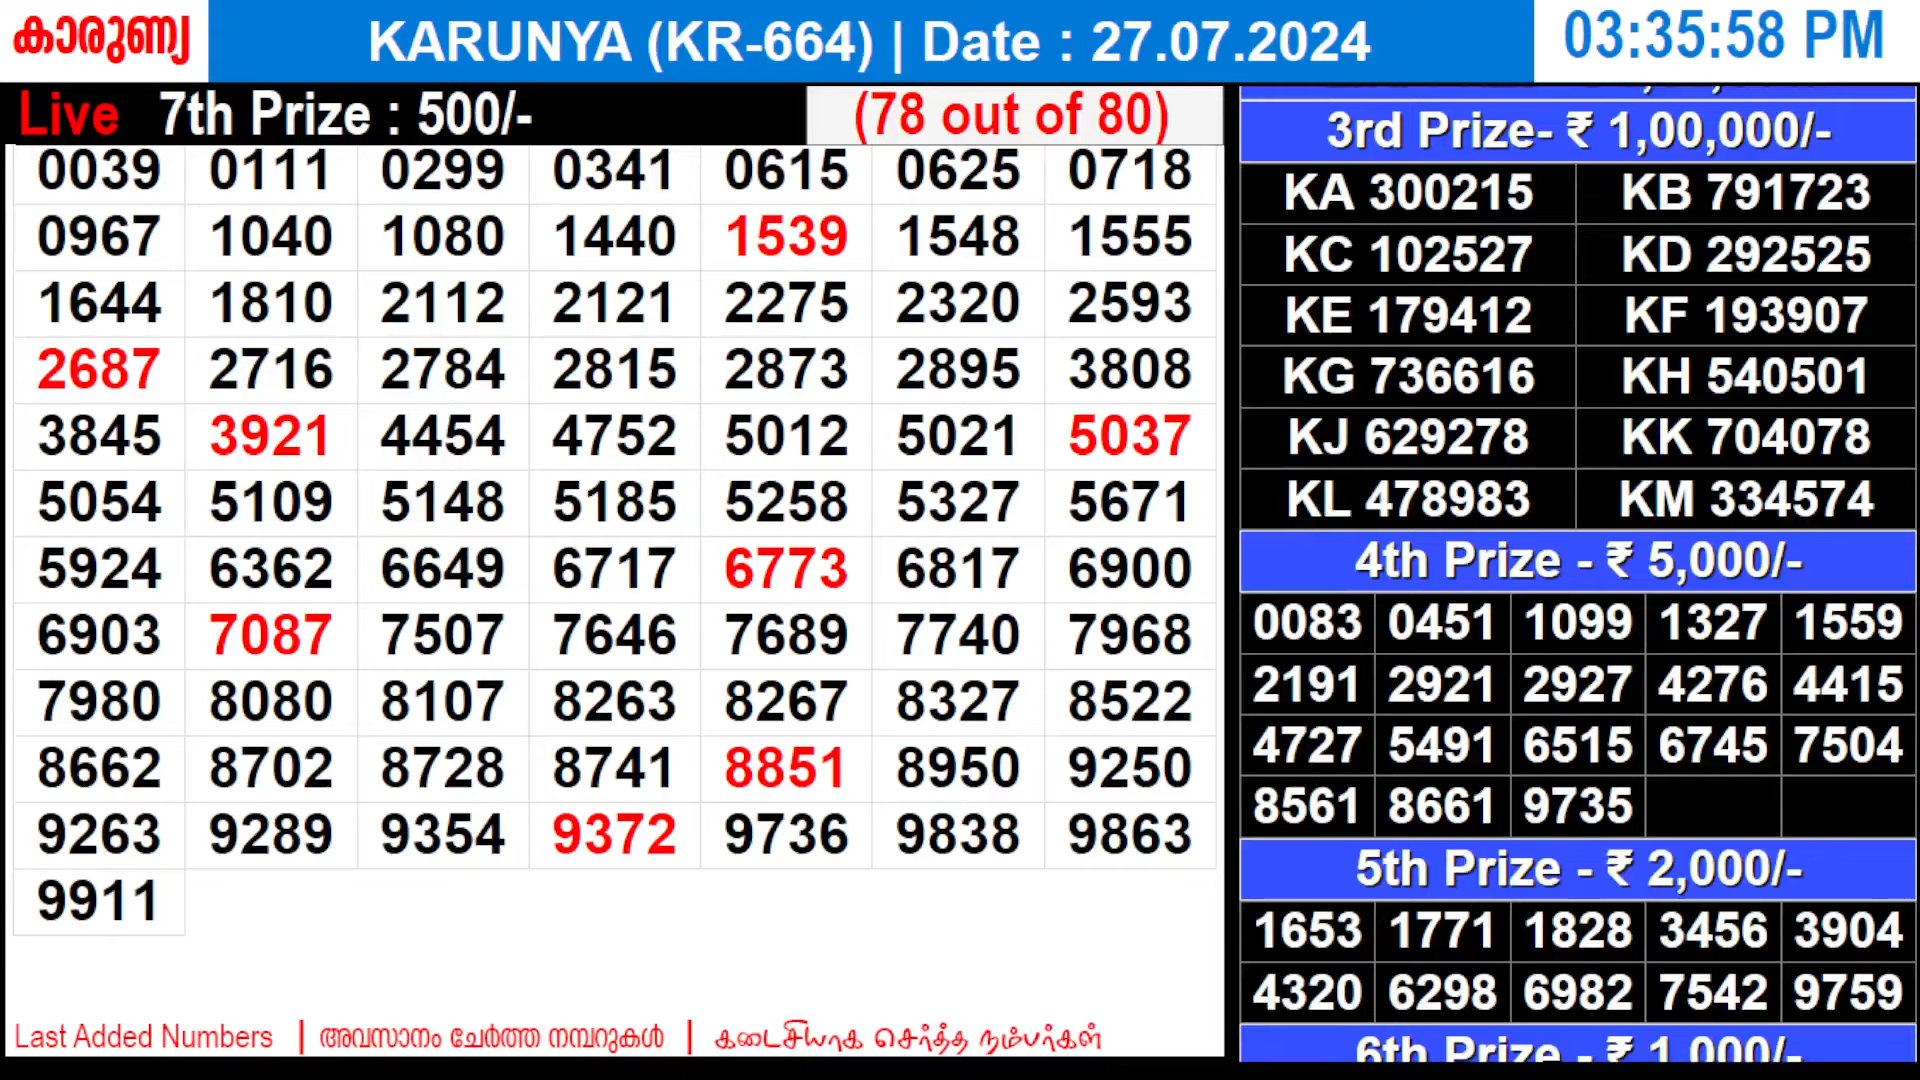 കാരുണ്യ KARUNYA (KR-664) | Date : 27.07.2024 03:35:58 PM
Live 7th Prize : 500/- (78 out of 80)
0039 0111 0299 0341 0615 0625 0718
0967 1040 1080 1440 1539 1548 1555
1644 1810 2112 2121 2275 2320 2593
2687 2716 2784 2815 2873 2895 3808
3845 3921 4454 4752 5012 5021 5037
5054 5109 5148 5185 5258 5327 5671
5924 6362 6649 6717 6773 6817 6900
6903 7087 7507 7646 7689 7740 7968
7980 8080 8107 8263 8267 8327 8522
8662 8702 8728 8741 8851 8950 9250
9263 9289 9354 9372 9736 9838 9863
9911
Last Added Numbers | അവസാനം ചേർത്ത നമ്പറുകൾ | கடைசியாக சேர்த்த நம்பர்கள்
3rd Prize- ₹ 1,00,000/-
KA 300215 KB 791723
KC 102527 KD 292525
KE 179412 KF 193907
KG 736616 KH 540501
KJ 629278 KK 704078
KL 478983 KM 334574
4th Prize - ₹ 5,000/-
0083 0451 1099 1327 1559
2191 2921 2927 4276 4415
4727 5491 6515 6745 7504
8561 8661 9735
5th Prize - ₹ 2,000/-
1653 1771 1828 3456 3904
4320 6298 6982 7542 9759
6th Prize - ₹ 1,000/-